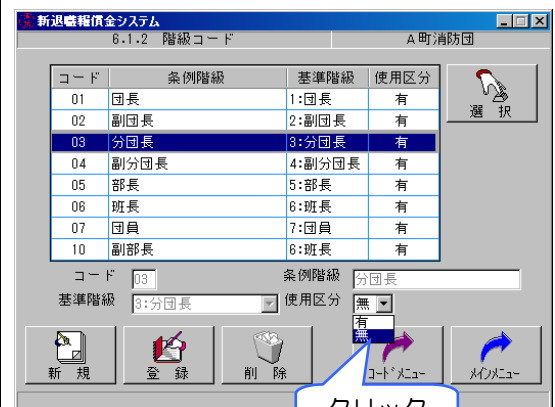 新退職報償金システム
6.1.2 階級コード A町消防団
コード 条例階級 基準階級 使用区分
01 団長 1:団長 有
02 副団長 2:副団長 有
03 分団長 3:分団長 有
04 副分団長 4:副分団長 有
05 部長 5:部長 有
06 班長 6:班長 有
07 団員 7:団員 有
10 副部長 6:班長 有
選 択
コード 03 条例階級 分団長
基準階級 3:分団長 使用区分 無
有
無
新 規 登 録 削 除 コードメニュー メインメニュー
クリック